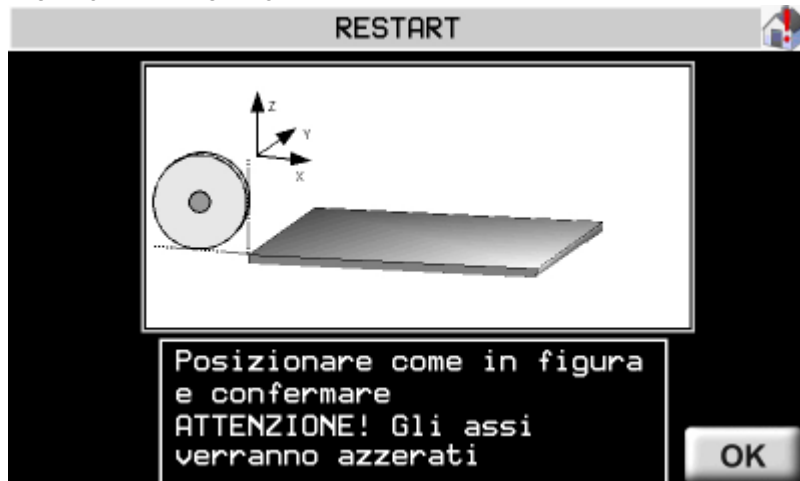 RESTART
Z
Y
X
Posizionare come in figura
e confermare
ATTENZIONE! Gli assi
verranno azzerati
OK